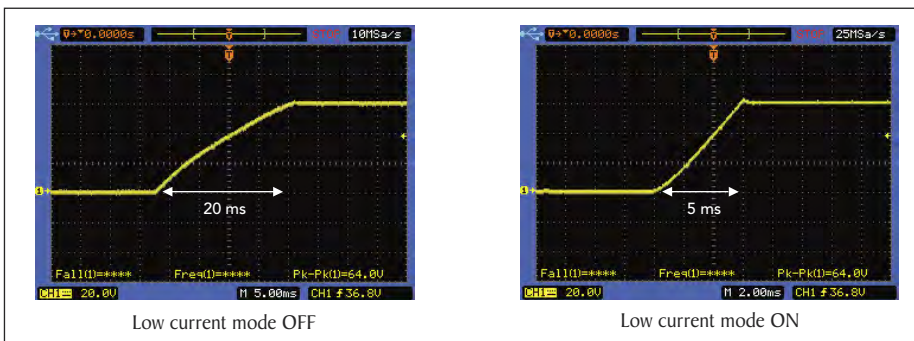 0.0000s
STOP
10MSa/s
T
1
20 ms
Fall(1)=****
Freq(1)=****
Pk-Pk(1)=64.0V
CH1 20.0V
M 5.00ms
CH1 36.8V
Low current mode OFF
0.0000s
STOP
25MSa/s
T
1
5 ms
Fall(1)=****
Freq(1)=****
Pk-Pk(1)=64.0V
CH1 20.0V
M 2.00ms
CH1 36.8V
Low current mode ON